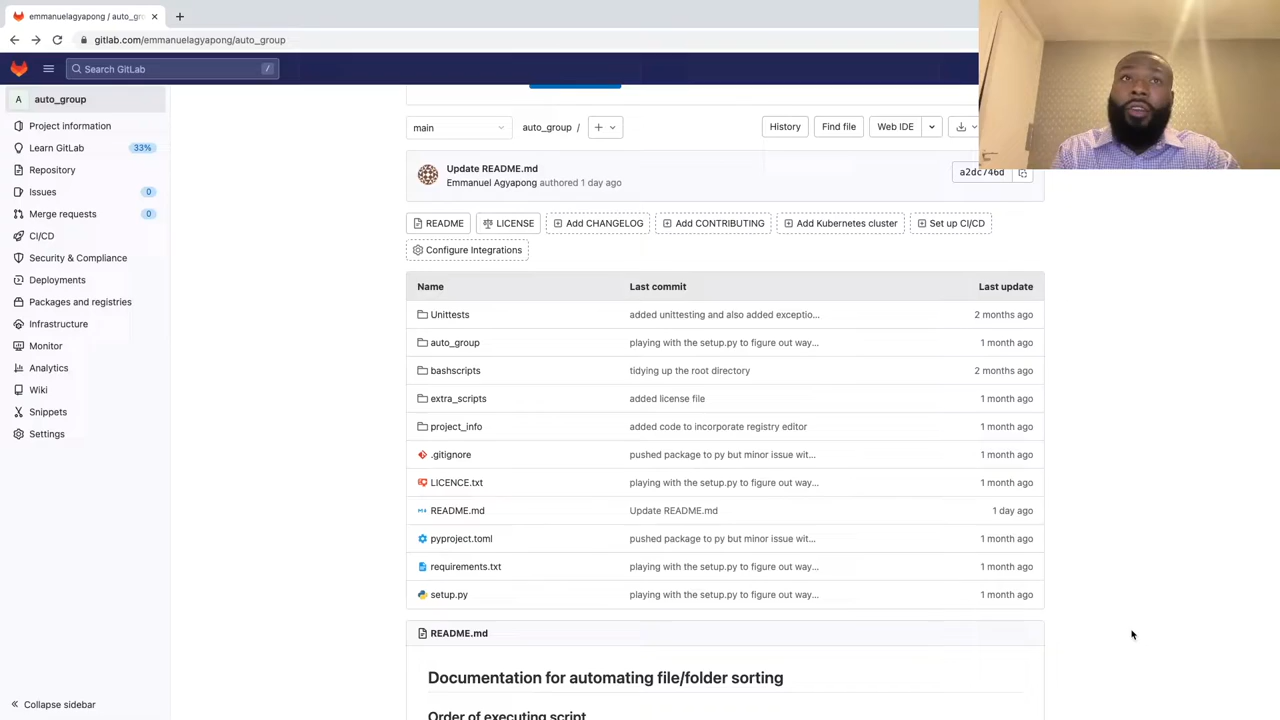 emmanuelagyapong / auto_gro
gitlab.com/emmanuelagyapong/auto_group
Search GitLab /
A auto_group
Project information
Learn GitLab 33%
Repository
Issues 0
Merge requests 0
CI/CD
Security & Compliance
Deployments
Packages and registries
Infrastructure
Monitor
Analytics
Wiki
Snippets
Settings
Collapse sidebar
main auto_group / + History Find file Web IDE
Update README.md
Emmanuel Agyapong authored 1 day ago
a2dc746d
README LICENSE Add CHANGELOG Add CONTRIBUTING Add Kubernetes cluster Set up CI/CD
Configure Integrations
Name Last commit Last update
Unittests added unittesting and also added exceptio... 2 months ago
auto_group playing with the setup.py to figure out way... 1 month ago
bashscripts tidying up the root directory 2 months ago
extra_scripts added license file 1 month ago
project_info added code to incorporate registry editor 1 month ago
.gitignore pushed package to py but minor issue wit... 1 month ago
LICENCE.txt playing with the setup.py to figure out way... 1 month ago
README.md Update README.md 1 day ago
pyproject.toml pushed package to py but minor issue wit... 1 month ago
requirements.txt playing with the setup.py to figure out way... 1 month ago
setup.py playing with the setup.py to figure out way... 1 month ago
README.md
Documentation for automating file/folder sorting
Order of executing script